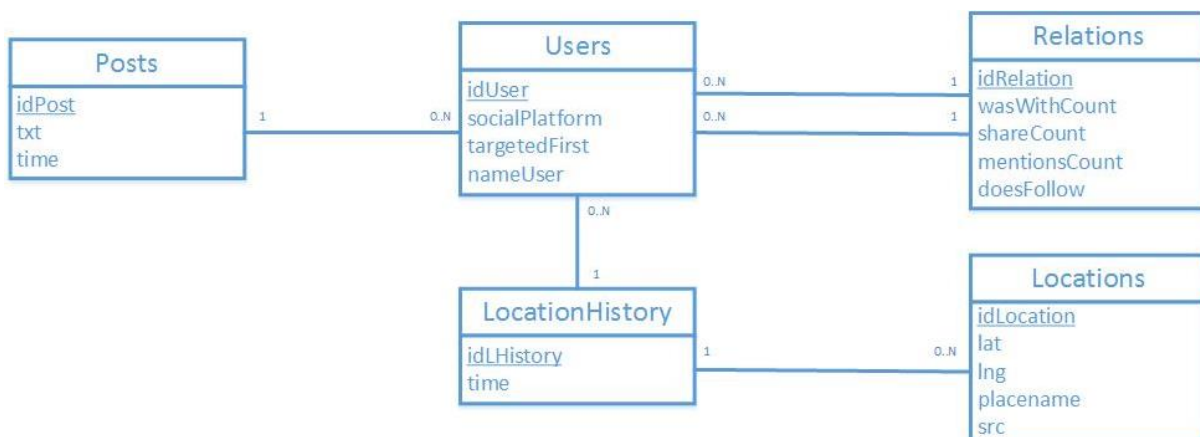 Posts
idPost
txt
time
1
0..N
Users
idUser
socialPlatform
targetedFirst
nameUser
0..N
1
0..N
1
Relations
idRelation
wasWithCount
shareCount
mentionsCount
doesFollow
0..N
1
LocationHistory
idLHistory
time
1
0..N
Locations
idLocation
lat
lng
placename
src